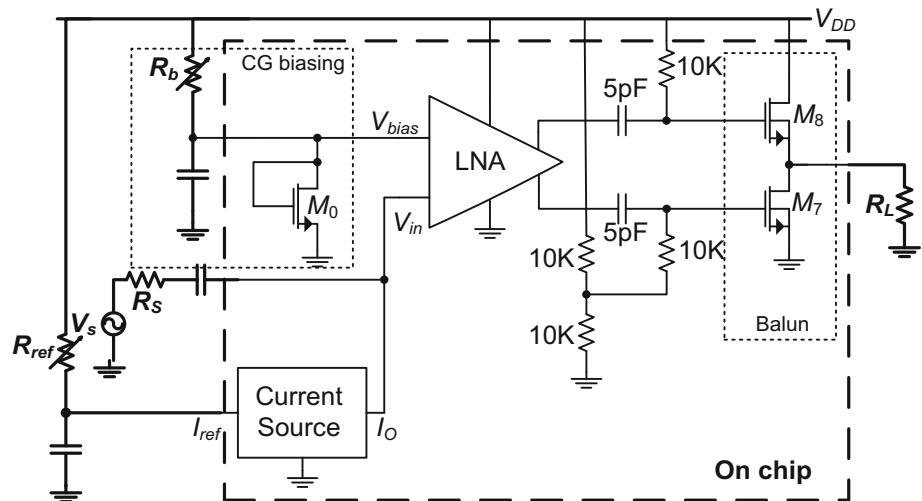 V_DD
R_b
CG biasing
10K
5pF
V_bias
M_8
LNA
M_0
V_in
M_7
R_L
5pF
10K
10K
R_S
V_s
10K
Balun
R_ref
Current
Source
I_ref
I_O
On chip